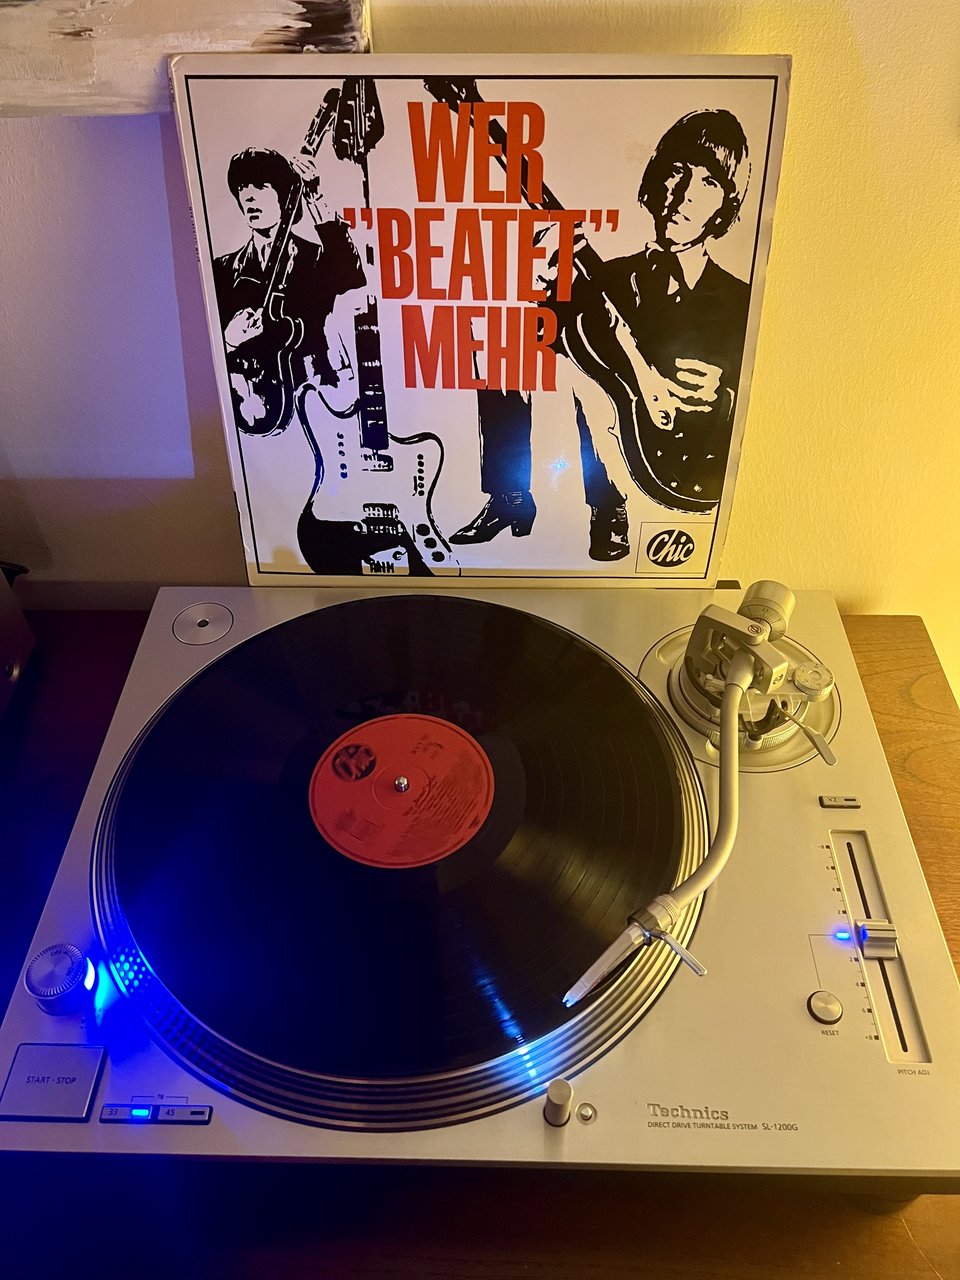 WER
"BEATET"
MEHR
Chic
x2
RESET
PITCH ADJ
START·STOP
78
33
45
Technics
DIRECT DRIVE TURNTABLE SYSTEM SL-1200G